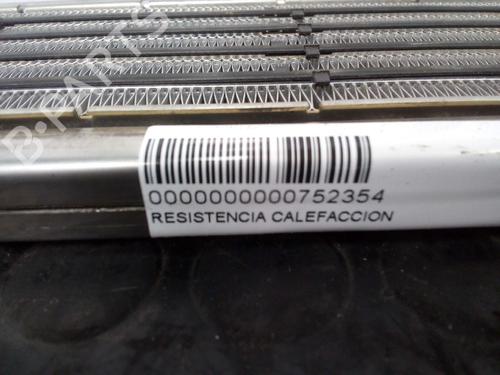 B-PARTS
0000000000752354
RESISTENCIA CALEFACCION